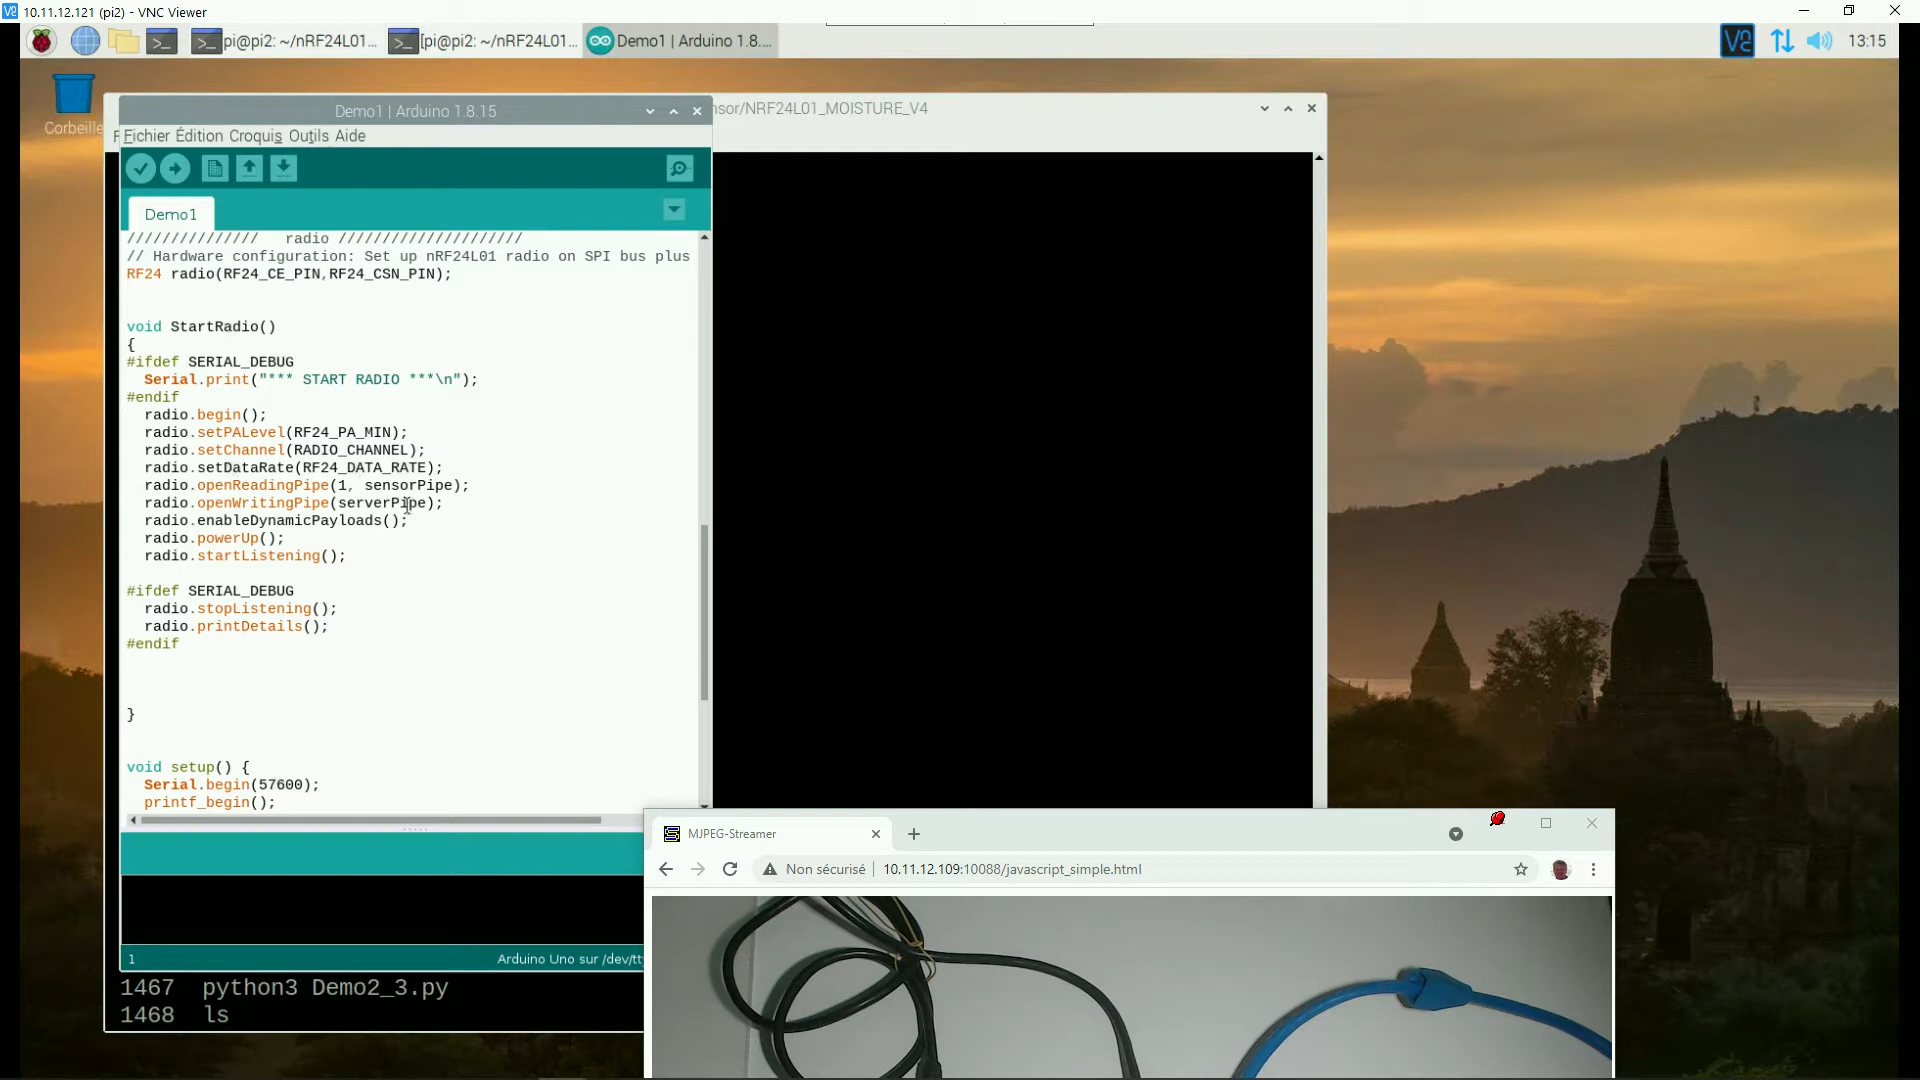 10.11.12.121 (pi2) - VNC Viewer
pi@pi2: ~/nRF24L01...
[pi@pi2: ~/nRF24L01...
Demo1 | Arduino 1.8....
13:15
Corbeille
nsor/NRF24L01_MOISTURE_V4
Demo1 | Arduino 1.8.15
Fichier Édition Croquis Outils Aide
Demo1
/////////////// radio /////////////////////
// Hardware configuration: Set up nRF24L01 radio on SPI bus plus
RF24 radio(RF24_CE_PIN,RF24_CSN_PIN);
void StartRadio()
{
#ifdef SERIAL_DEBUG
Serial.print("*** START RADIO ***\n");
#endif
radio.begin();
radio.setPALevel(RF24_PA_MIN);
radio.setChannel(RADIO_CHANNEL);
radio.setDataRate(RF24_DATA_RATE);
radio.openReadingPipe(1, sensorPipe);
radio.openWritingPipe(serverPipe);
radio.enableDynamicPayloads();
radio.powerUp();
radio.startListening();
#ifdef SERIAL_DEBUG
radio.stopListening();
radio.printDetails();
#endif
}
void setup() {
Serial.begin(57600);
printf_begin();
1
Arduino Uno sur /dev/tt
1467 python3 Demo2_3.py
1468 ls
MJPEG-Streamer
Non sécurisé
10.11.12.109:10088/javascript_simple.html